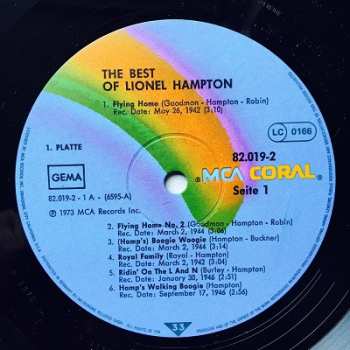 THE BEST
OF LIONEL HAMPTON
1. Flying Home (Goodman - Hampton - Robin)
Rec. Date: May 26, 1942 (3:10)
1. PLATTE
LC 0166
GEMA
82.019-2
MCA CORAL
82.019-2 - 1 A - (6595-A)
Seite 1
℗ 1973 MCA Records Inc.
2. Flying Home No. 2 (Goodman - Hampton - Robin)
Rec. Date: March 2, 1944 (3:06)
3. (Hamp's) Boogie Woogie (Hampton - Buckner)
Rec. Date: March 2, 1944 (3:14)
4. Royal Family (Royal - Hampton)
Rec. Date: March 2, 1942 (3:04)
5. Ridin' On The L And N (Burley - Hampton)
Rec. Date: January 30, 1946 (2:51)
6. Hamp's Walking Boogie (Hampton)
Rec. Date: September 17, 1946 (2:56)
33